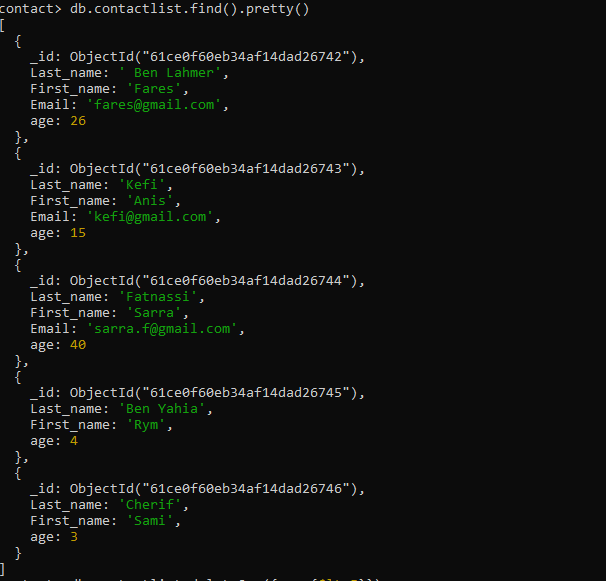 contact> db.contactlist.find().pretty()
[
  {
    _id: ObjectId("61ce0f60eb34af14dad26742"),
    Last_name: ' Ben Lahmer',
    First_name: 'Fares',
    Email: 'fares@gmail.com',
    age: 26
  },
  {
    _id: ObjectId("61ce0f60eb34af14dad26743"),
    Last_name: 'Kefi',
    First_name: 'Anis',
    Email: 'kefi@gmail.com',
    age: 15
  },
  {
    _id: ObjectId("61ce0f60eb34af14dad26744"),
    Last_name: 'Fatnassi',
    First_name: 'Sarra',
    Email: 'sarra.f@gmail.com',
    age: 40
  },
  {
    _id: ObjectId("61ce0f60eb34af14dad26745"),
    Last_name: 'Ben Yahia',
    First_name: 'Rym',
    age: 4
  },
  {
    _id: ObjectId("61ce0f60eb34af14dad26746"),
    Last_name: 'Cherif',
    First_name: 'Sami',
    age: 3
  }
]